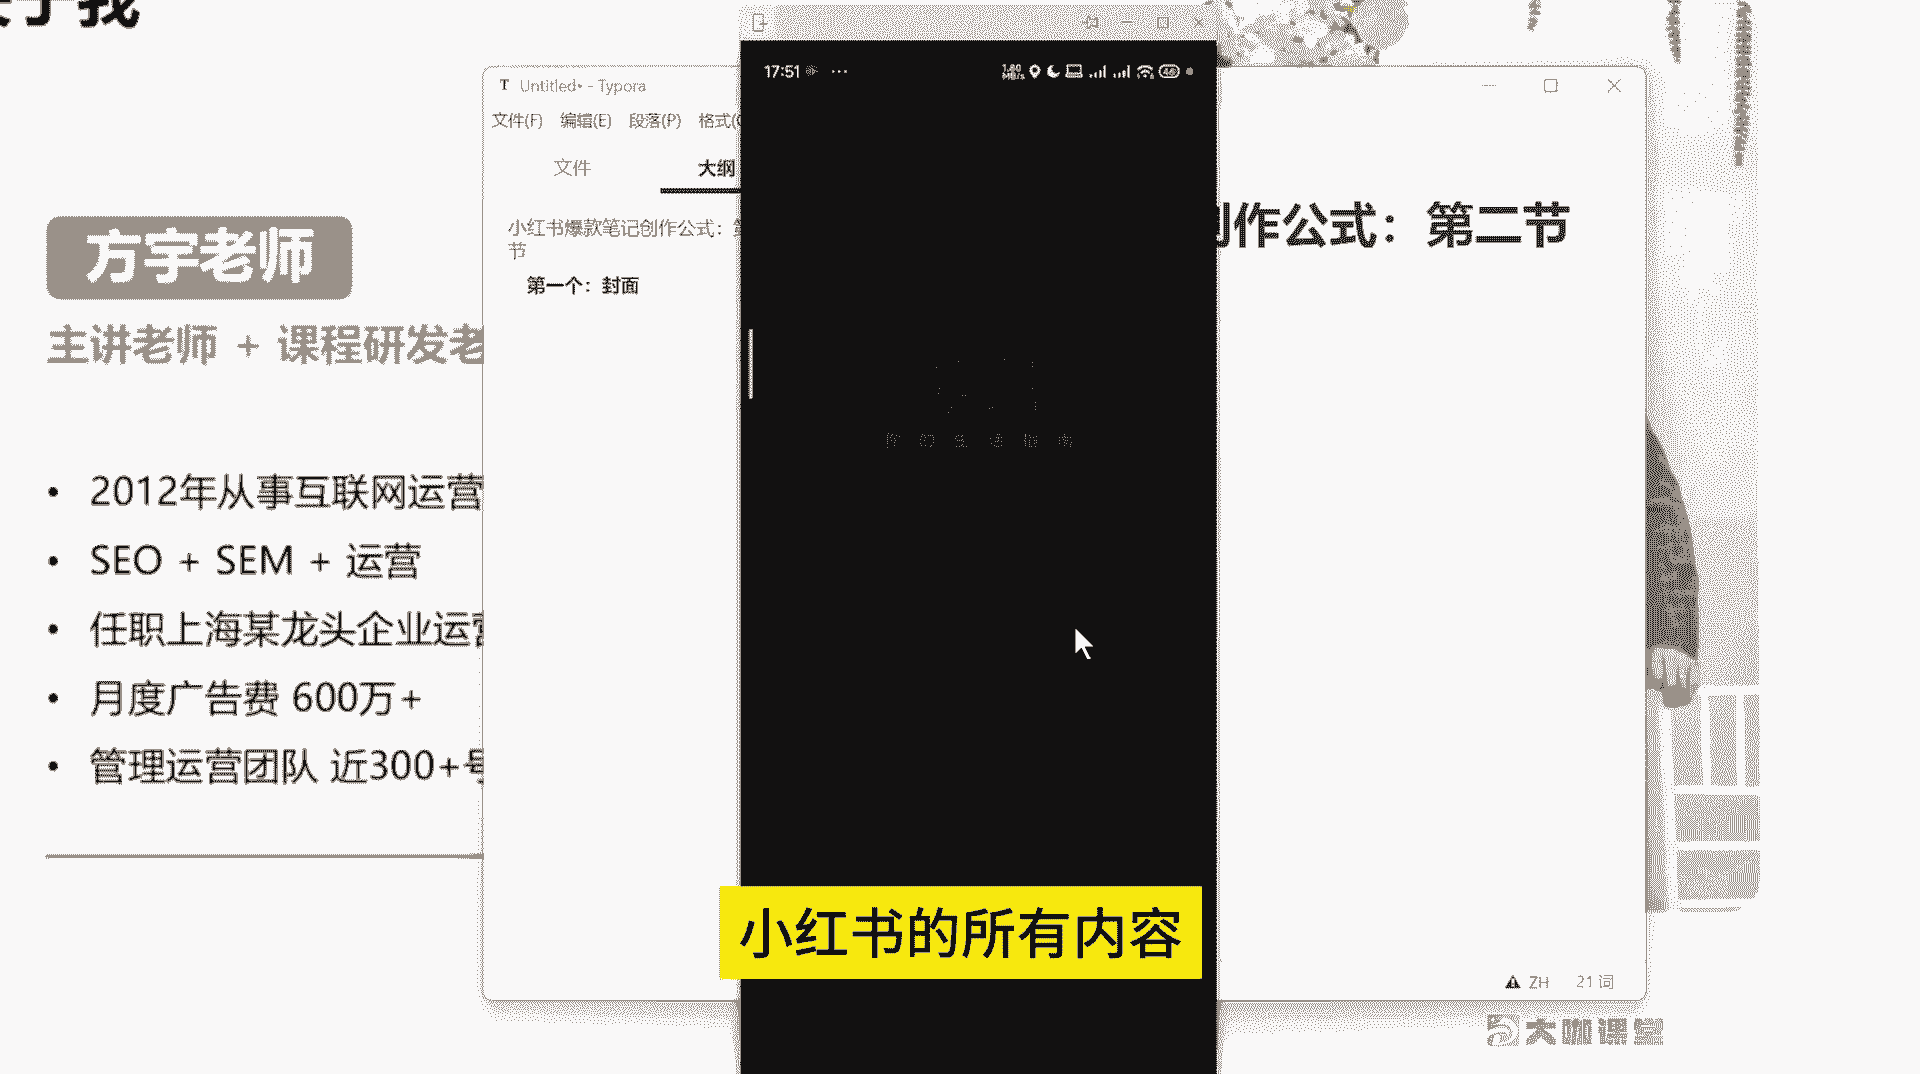 方宇老师
主讲老师 + 课程研发老
2012年从事互联网运营
SEO + SEM + 运营
任职上海某龙头企业运营
月度广告费 600万+
管理运营团队 近300+号
T Untitled• - Typora
文件(F) 编辑(E) 段落(P) 格式(
文件 大纲
小红书爆款笔记创作公式：第
节
第一个：封面
创作公式：第二节
17:51
1.80 MB/s
46
小红书的所有内容
ZH 21 词
大咖课堂